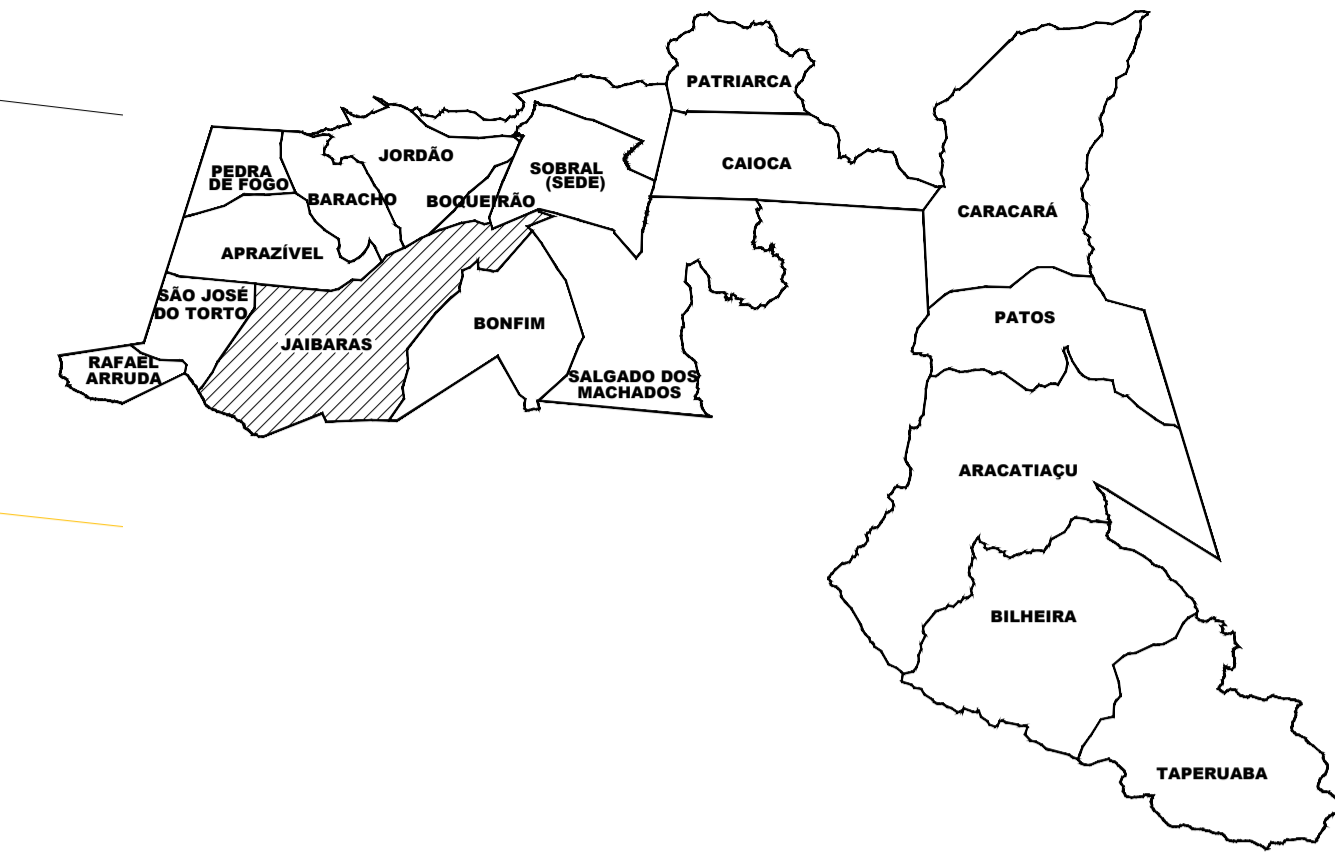 PATRIARCA
JORDÃO
CAIOCA
SOBRAL
(SEDE)
PEDRA
DE FOGO
BARACHO
BOQUEIRÃO
CARACARÁ
APRAZÍVEL
SÃO JOSÉ
DO TORTO
PATOS
BONFIM
JAIBARAS
RAFAEL
ARRUDA
SALGADO DOS
MACHADOS
ARACATIAÇU
BILHEIRA
TAPERUABA